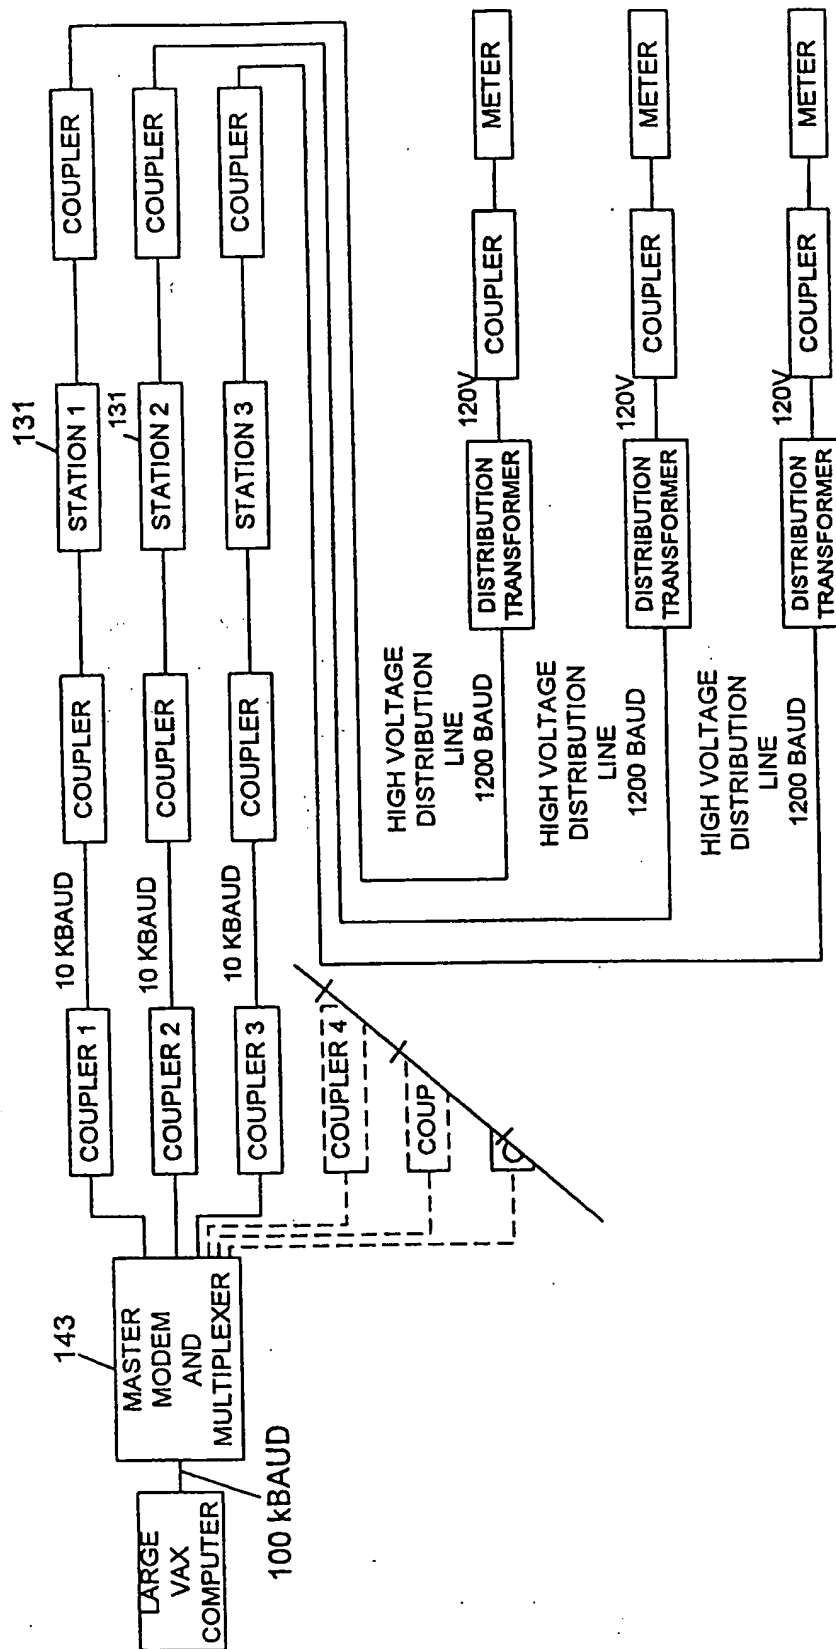 LARGE
VAX
COMPUTER
100 kBAUD
143
MASTER
MODEM
AND
MULTIPLEXER
COUPLER 1
10 KBAUD
COUPLER
131
STATION 1
COUPLER
COUPLER 2
10 KBAUD
COUPLER
131
STATION 2
COUPLER
COUPLER 3
10 KBAUD
COUPLER
STATION 3
COUPLER
COUPLER 4
COUP
HIGH VOLTAGE
DISTRIBUTION
LINE
1200 BAUD
DISTRIBUTION
TRANSFORMER
120V
COUPLER
METER
HIGH VOLTAGE
DISTRIBUTION
LINE
1200 BAUD
DISTRIBUTION
TRANSFORMER
120V
COUPLER
METER
HIGH VOLTAGE
DISTRIBUTION
LINE
1200 BAUD
DISTRIBUTION
TRANSFORMER
120V
COUPLER
METER